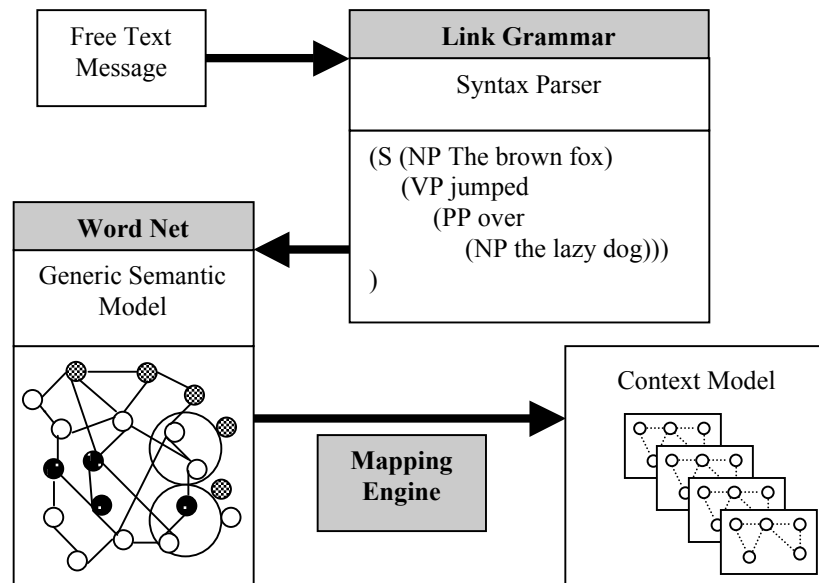 Free Text
Message
Link Grammar
Syntax Parser
(S (NP The brown fox)
(VP jumped
(PP over
(NP the lazy dog)))
)
Word Net
Generic Semantic
Model
Mapping
Engine
Context Model